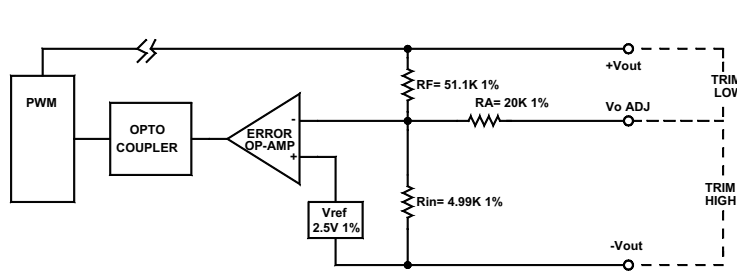 +Vout
PWM
RF= 51.1K 1%
TRIM
LOW
RA= 20K 1%
Vo ADJ
OPTO
COUPLER
-
ERROR
OP-AMP
+
TRIM
HIGH
Rin= 4.99K 1%
Vref
2.5V 1%
-Vout